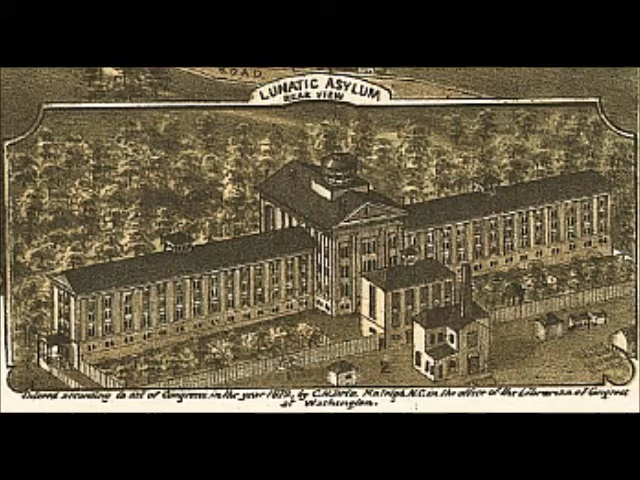 ROAD
LUNATIC ASYLUM
REAR VIEW
Entered according to act of Congress, in the year 1872, by C. N. Raleigh, N.C. in the office of the Librarian of Congress
at Washington.